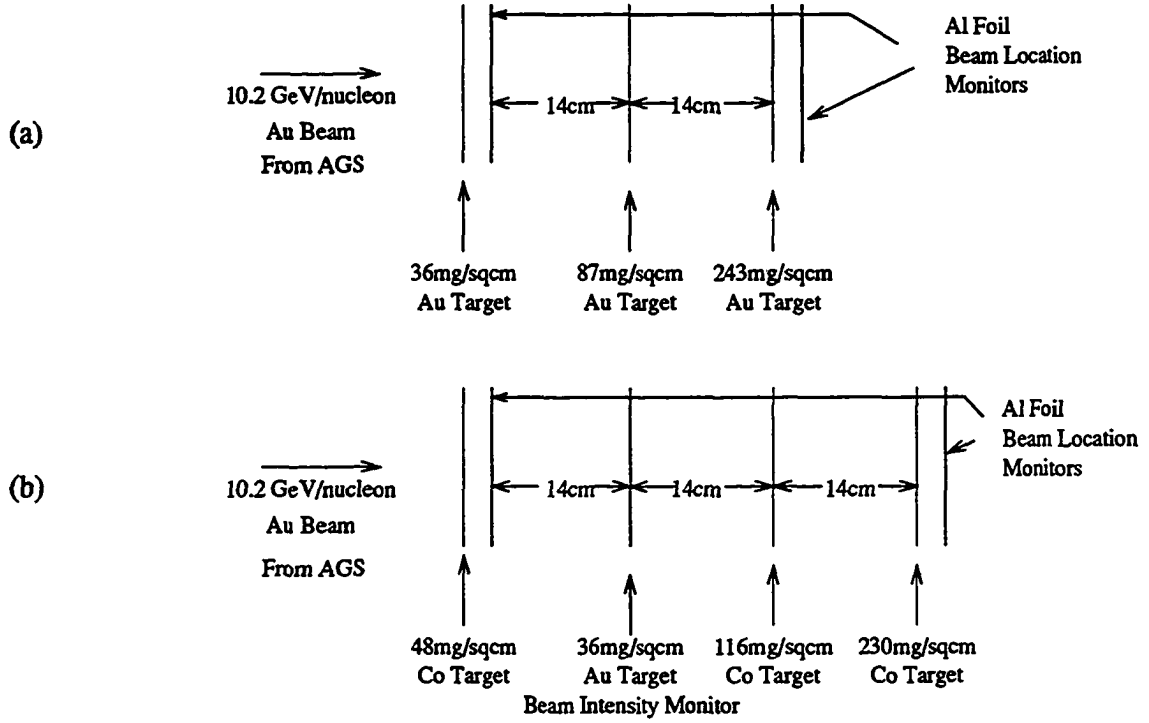 (a)
10.2 GeV/nucleon
Au Beam
From AGS
14cm
14cm
Al Foil
Beam Location
Monitors
36mg/sqcm
Au Target
87mg/sqcm
Au Target
243mg/sqcm
Au Target
(b)
10.2 GeV/nucleon
Au Beam
From AGS
14cm
14cm
14cm
Al Foil
Beam Location
Monitors
48mg/sqcm
Co Target
36mg/sqcm
Au Target
Beam Intensity Monitor
116mg/sqcm
Co Target
230mg/sqcm
Co Target